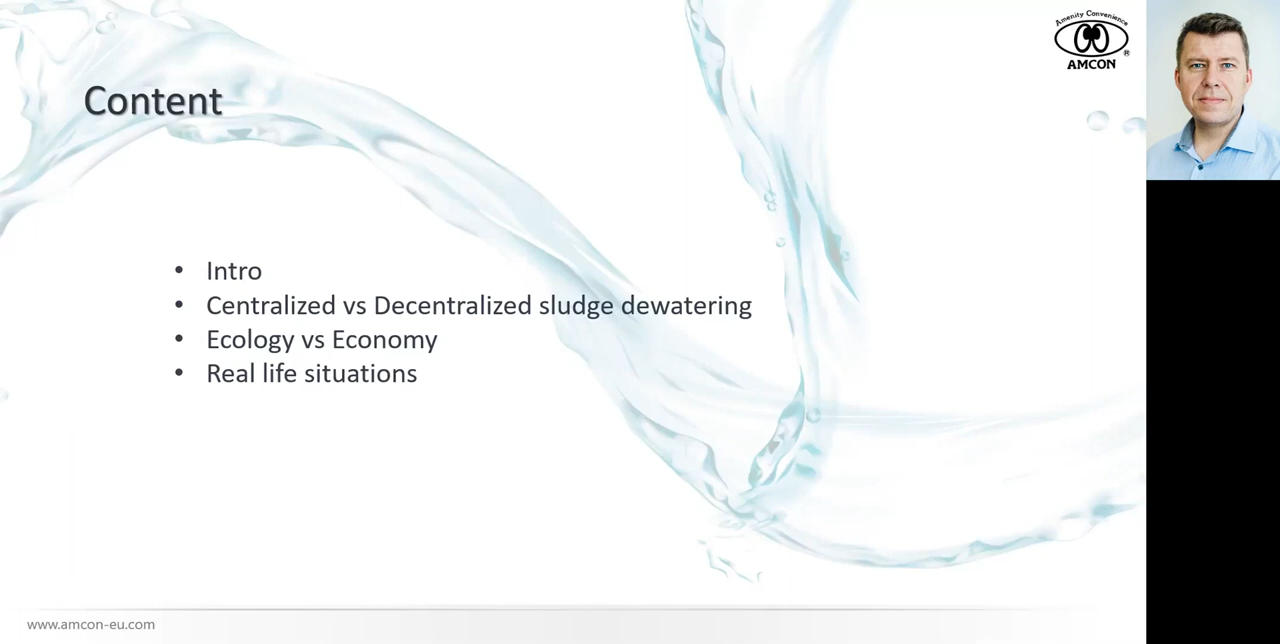 Amenity Convenience
®
AMCON
Content
• Intro
• Centralized vs Decentralized sludge dewatering
• Ecology vs Economy
• Real life situations
www.amcon-eu.com